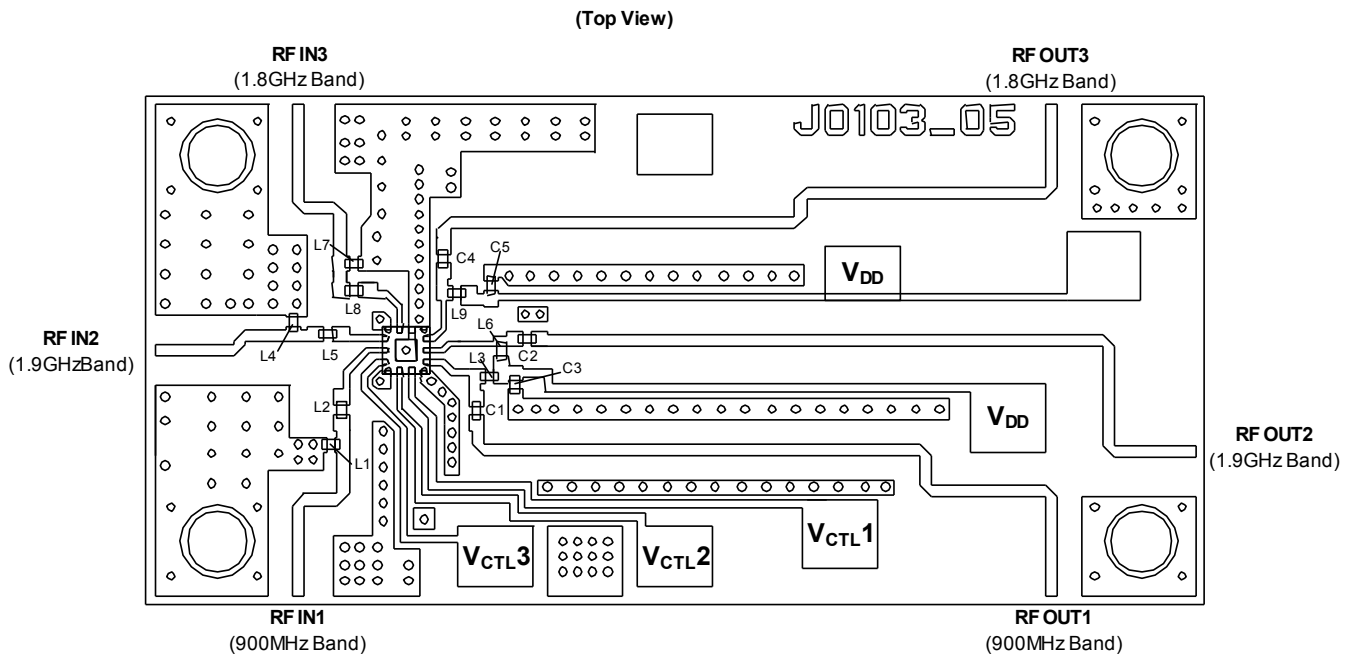 (Top View)
RF IN3
(1.8GHz Band)
RF OUT3
(1.8GHz Band)
J0103_05
L7
C4
C5
VDD
L8
L9
L6
RF IN2
(1.9GHzBand)
L4
L5
C2
L3
C3
L2
C1
VDD
RF OUT2
(1.9GHz Band)
L1
VCTL3
VCTL2
VCTL1
RF IN1
(900MHz Band)
RF OUT1
(900MHz Band)